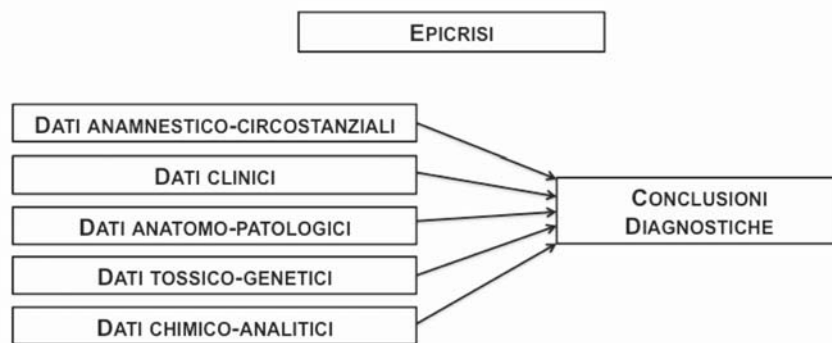 EPICRISI
DATI ANAMNESTICO-CIRCOSTANZIALI
DATI CLINICI
DATI ANATOMO-PATOLOGICI
DATI TOSSICO-GENETICI
DATI CHIMICO-ANALITICI
CONCLUSIONI
DIAGNOSTICHE